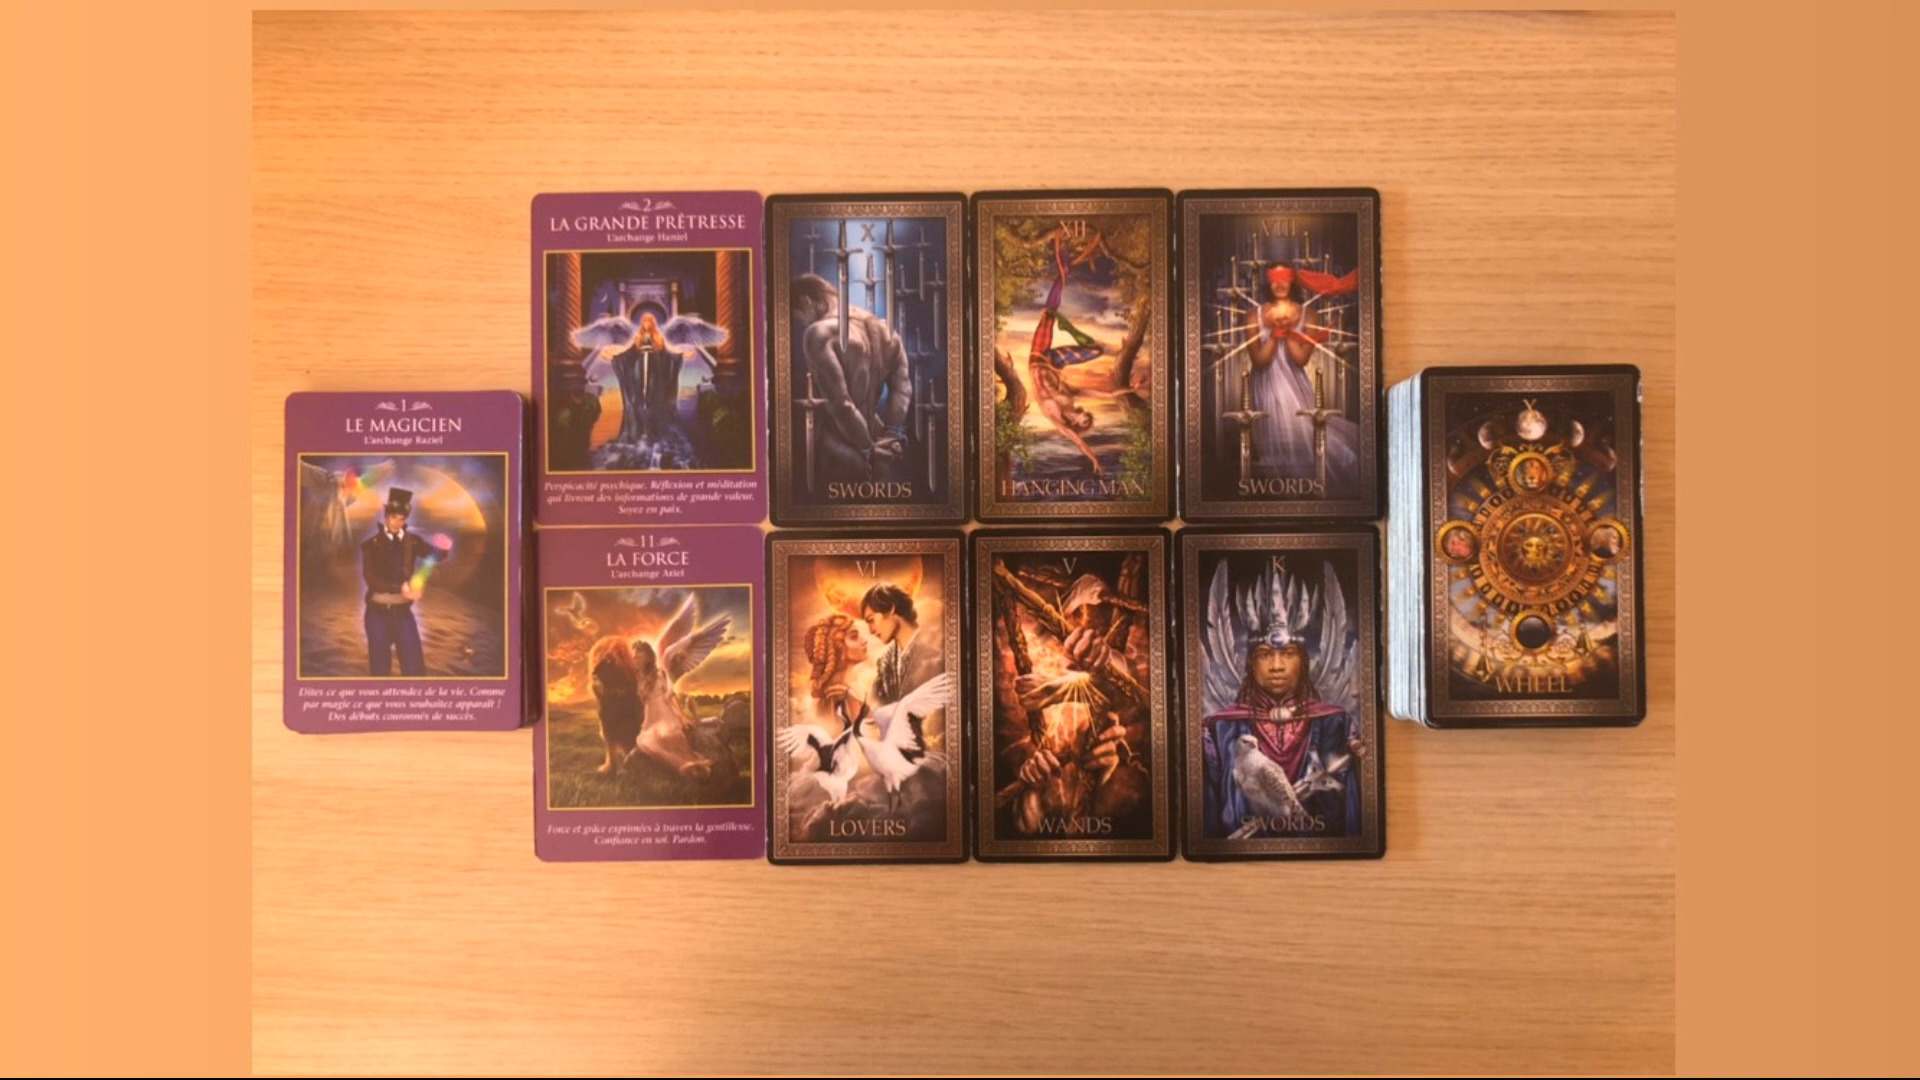 1
LE MAGICIEN
L'archange Raziel
Dites ce que vous attendez de la vie. Comme
par magie ce que vous souhaitez apparaît !
Des débuts couronnés de succès.
2
LA GRANDE PRÊTRESSE
L'archange Haniel
Perspicacité psychique. Réflexion et méditation
qui livrent des informations de grande valeur.
Soyez en paix.
X
SWORDS
XII
HANGING MAN
VIII
SWORDS
11
LA FORCE
L'archange Ariel
Force et grâce exprimées à travers la gentillesse.
Confiance en soi. Pardon.
VI
LOVERS
V
WANDS
K
SWORDS
WHEEL